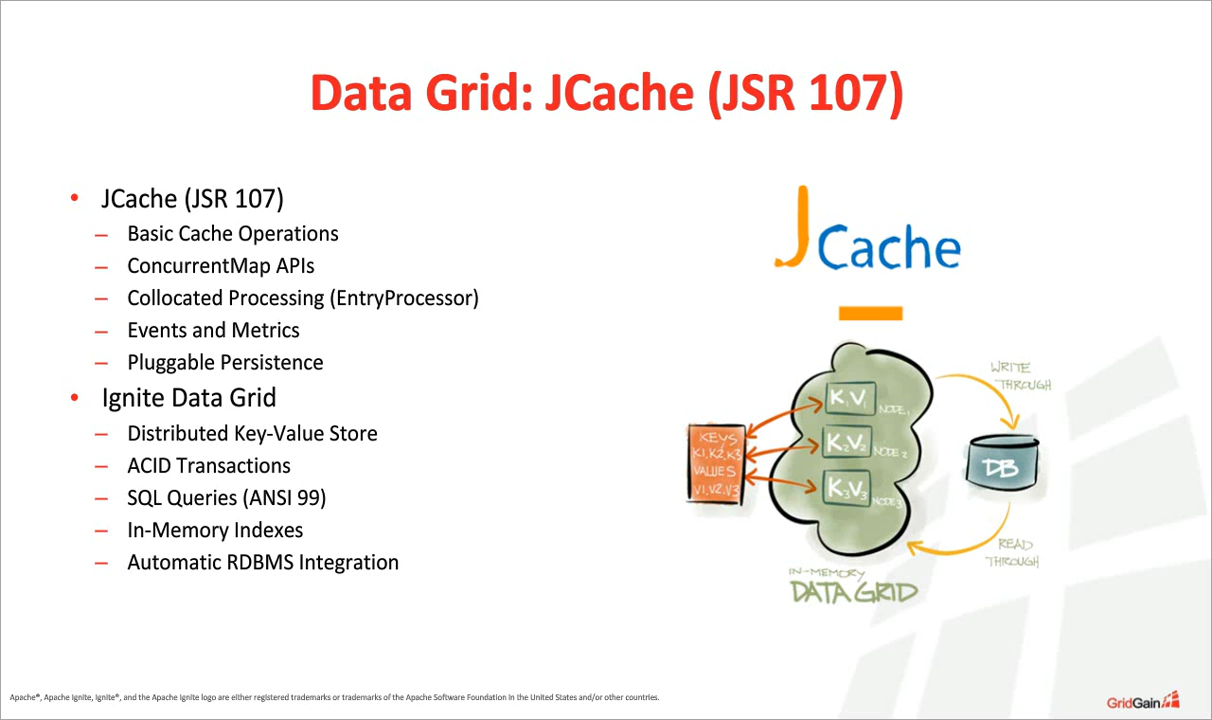 Data Grid: JCache (JSR 107)
• JCache (JSR 107)
– Basic Cache Operations
– ConcurrentMap APIs
– Collocated Processing (EntryProcessor)
– Events and Metrics
– Pluggable Persistence
• Ignite Data Grid
– Distributed Key-Value Store
– ACID Transactions
– SQL Queries (ANSI 99)
– In-Memory Indexes
– Automatic RDBMS Integration
JCache
WRITE
THROUGH
K1V1
NODE1
KEYS
K1,K2,K3
VALUES
V1,V2,V3
K2V2
NODE 2
K3V3
NODE3
DB
READ
THROUGH
IN-MEMORY
DATA GRID
Apache®, Apache Ignite, Ignite®, and the Apache Ignite logo are either registered trademarks or trademarks of the Apache Software Foundation in the United States and/or other countries.
GridGain